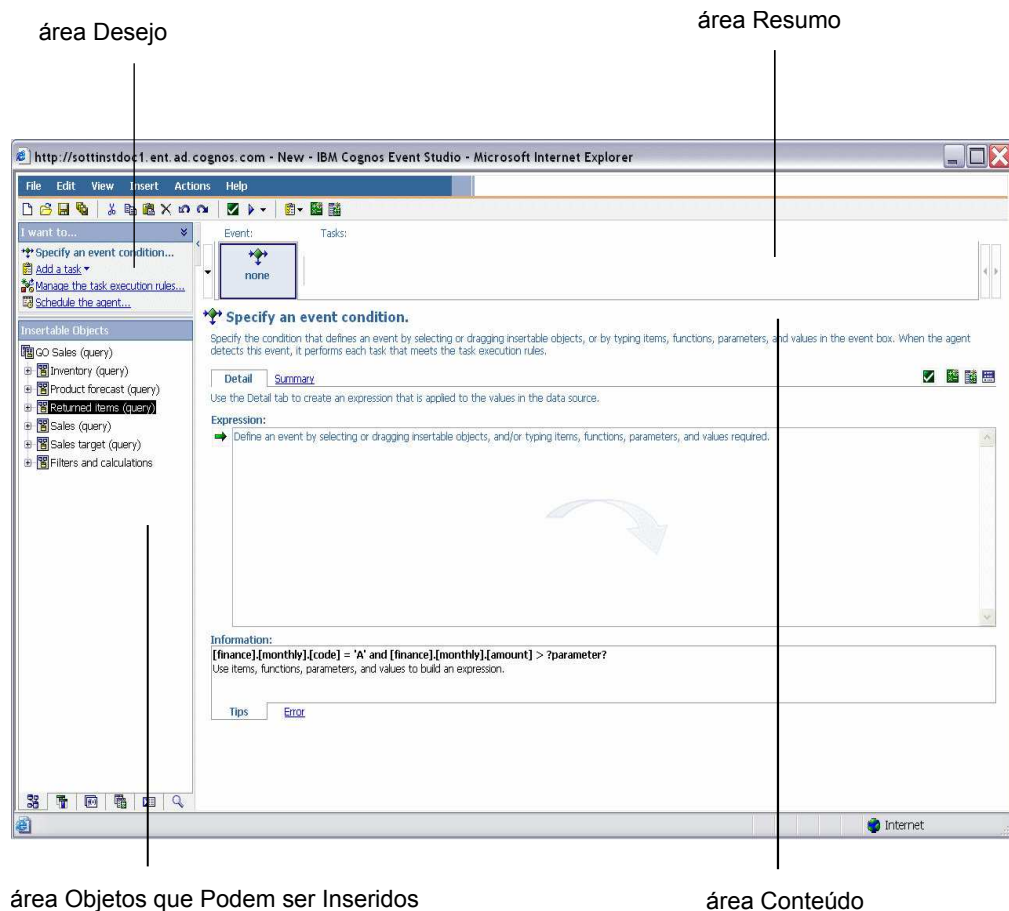 área Desejo
área Resumo
http://sottinstdoc1.ent.ad.cognos.com - New - IBM Cognos Event Studio - Microsoft Internet Explorer
File Edit View Insert Actions Help
I want to...
Specify an event condition...
Add a task
Manage the task execution rules...
Schedule the agent...
Event: Tasks:
none
Insertable Objects
GO Sales (query)
Inventory (query)
Product forecast (query)
Returned items (query)
Sales (query)
Sales target (query)
Filters and calculations
Specify an event condition.
Specify the condition that defines an event by selecting or dragging insertable objects, or by typing items, functions, parameters, and values in the event box. When the agent
detects this event, it performs each task that meets the task execution rules.
Detail Summary
Use the Detail tab to create an expression that is applied to the values in the data source.
Expression:
Define an event by selecting or dragging insertable objects, and/or typing items, functions, parameters, and values required.
Information:
[finance].[monthly].[code] = 'A' and [finance].[monthly].[amount] > ?parameter?
Use items, functions, parameters, and values to build an expression.
Tips Error
Internet
área Objetos que Podem ser Inseridos
área Conteúdo